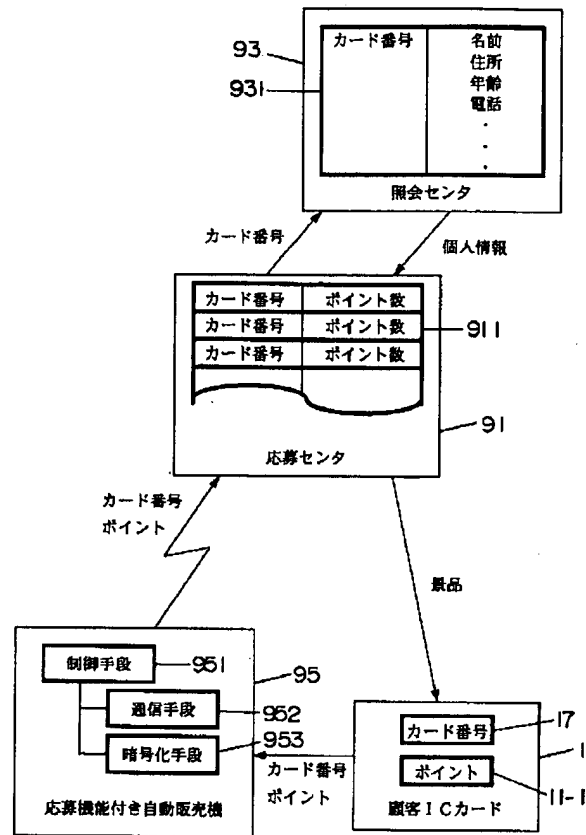 93
931
カード番号
名前
住所
年齢
電話
・
・
・
照会センタ
カード番号
個人情報
カード番号 ポイント数
カード番号 ポイント数
カード番号 ポイント数
911
91
応募センタ
カード番号
ポイント
景品
制御手段
951
95
通信手段
952
暗号化手段
953
応募機能付き自動販売機
カード番号
ポイント
カード番号
17
1
ポイント
11-1
顧客ICカード